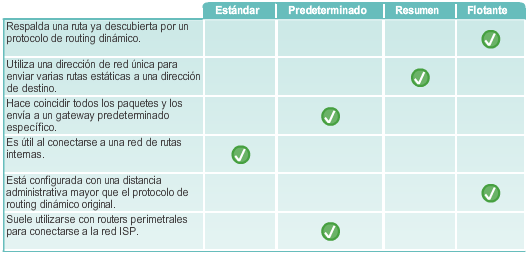 Estándar Predeterminado Resumen Flotante
Respalda una ruta ya descubierta por un
protocolo de routing dinámico.
Utiliza una dirección de red única para
enviar varias rutas estáticas a una dirección
de destino.
Hace coincidir todos los paquetes y los
envía a un gateway predeterminado
específico.
Es útil al conectarse a una red de rutas
internas.
Está configurada con una distancia
administrativa mayor que el protocolo de
routing dinámico original.
Suele utilizarse con routers perimetrales
para conectarse a la red ISP.